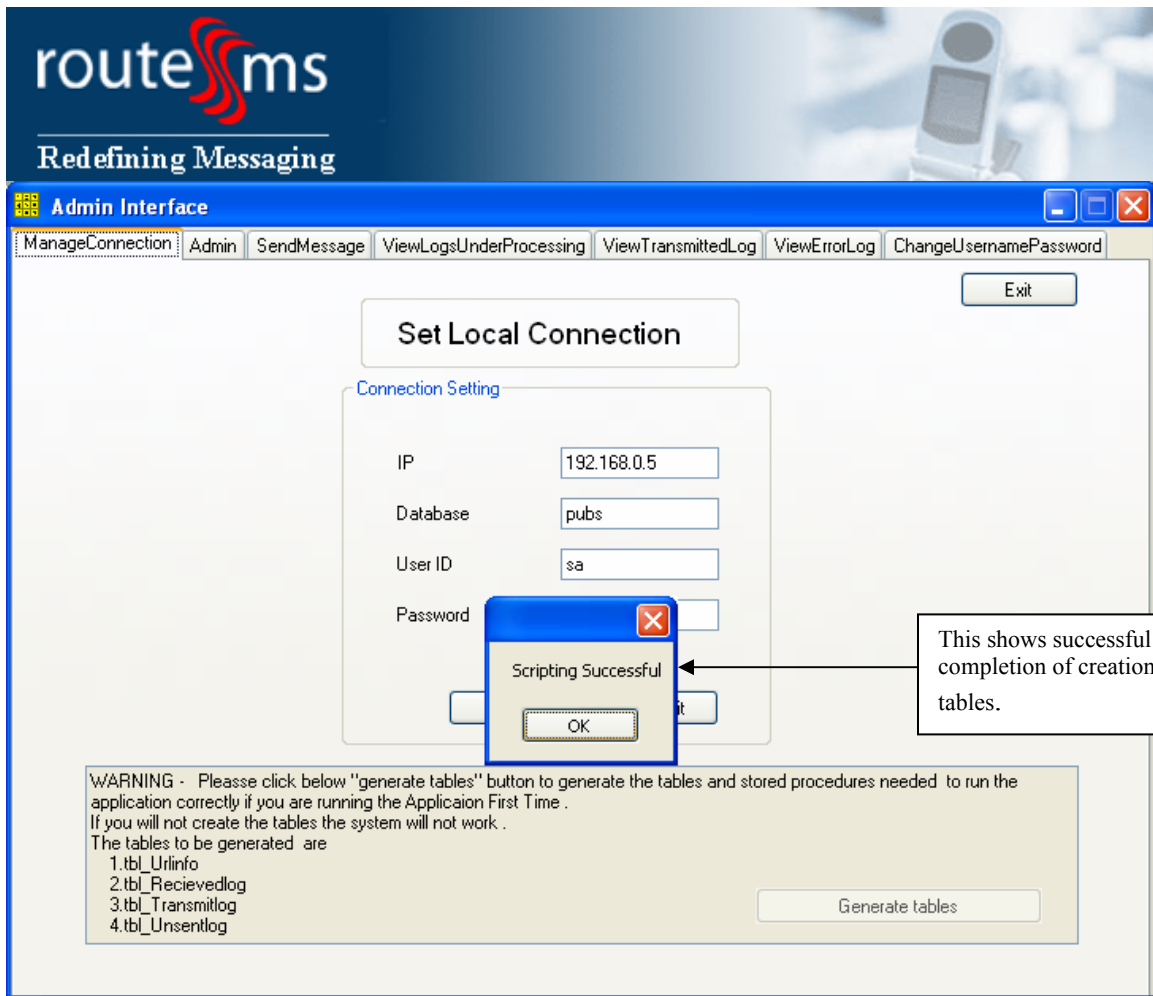 routeSms
Redefining Messaging
Admin Interface
ManageConnection Admin SendMessage ViewLogsUnderProcessing ViewTransmittedLog ViewErrorLog ChangeUsernamePassword
Exit
Set Local Connection
Connection Setting
IP 192.168.0.5
Database pubs
User ID sa
Password
Scripting Successful
OK
This shows successful
completion of creation
tables.
WARNING - Pleasse click below "generate tables" button to generate the tables and stored procedures needed to run the
application correctly if you are running the Applicaion First Time .
If you will not create the tables the system will not work .
The tables to be generated are
1.tbl_Urlinfo
2.tbl_Recievedlog
3.tbl_Transmitlog
4.tbl_Unsentlog
Generate tables